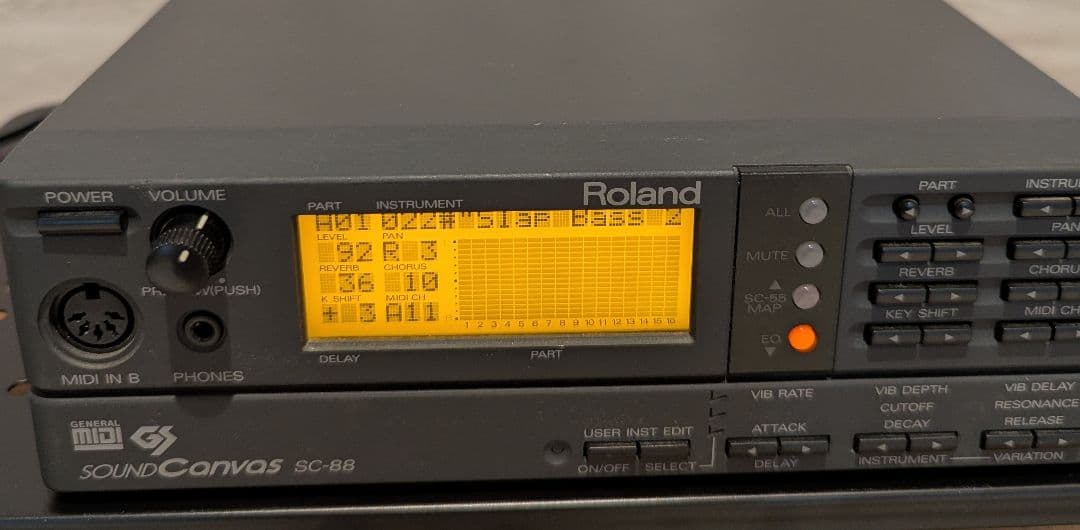 POWER VOLUME
PART INSTRUMENT
Roland
A01 022#
LEVEL PAN
92 R 3
REVERB CHORUS
36 10
K SHIFT MIDI CH
+ 3 A11
1 2 3 4 5 6 7 8 9 10 11 12 13 14 15 16
DELAY PART
(PUSH)
MIDI IN B PHONES
ALL
MUTE
SC-55
MAP
EQ
PART
LEVEL PAN
REVERB
KEY SHIFT MIDI CH
GENERAL
MIDI GS
SOUND Canvas SC-88
USER INST EDIT
ON/OFF SELECT
VIB RATE VIB DEPTH VIB DELAY
CUTOFF RESONANCE
ATTACK DECAY RELEASE
DELAY INSTRUMENT VARIATION